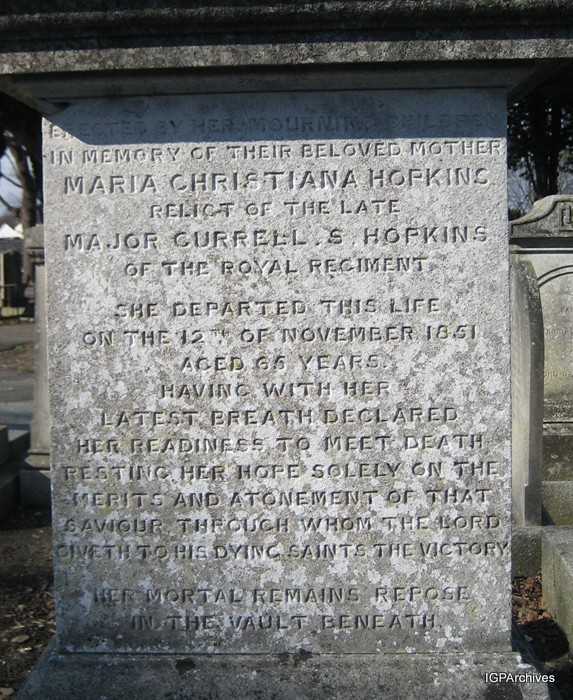 ERECTED BY HER MOURNING CHILDREN
IN MEMORY OF THEIR BELOVED MOTHER
MARIA CHRISTIANA HOPKINS
RELICT OF THE LATE
MAJOR GURRELL. S. HOPKINS
OF THE ROYAL REGIMENT
SHE DEPARTED THIS LIFE
ON THE 12TH OF NOVEMBER 1851
AGED 66 YEARS.
HAVING WITH HER
LATEST BREATH DECLARED
HER READINESS TO MEET DEATH
RESTING HER HOPE SOLELY ON THE
MERITS AND ATONEMENT OF THAT
SAVIOUR THROUGH WHOM THE LORD
GIVETH TO HIS DYING SAINTS THE VICTORY
HER MORTAL REMAINS REPOSE
IN THE VAULT BENEATH.
IGPArchives